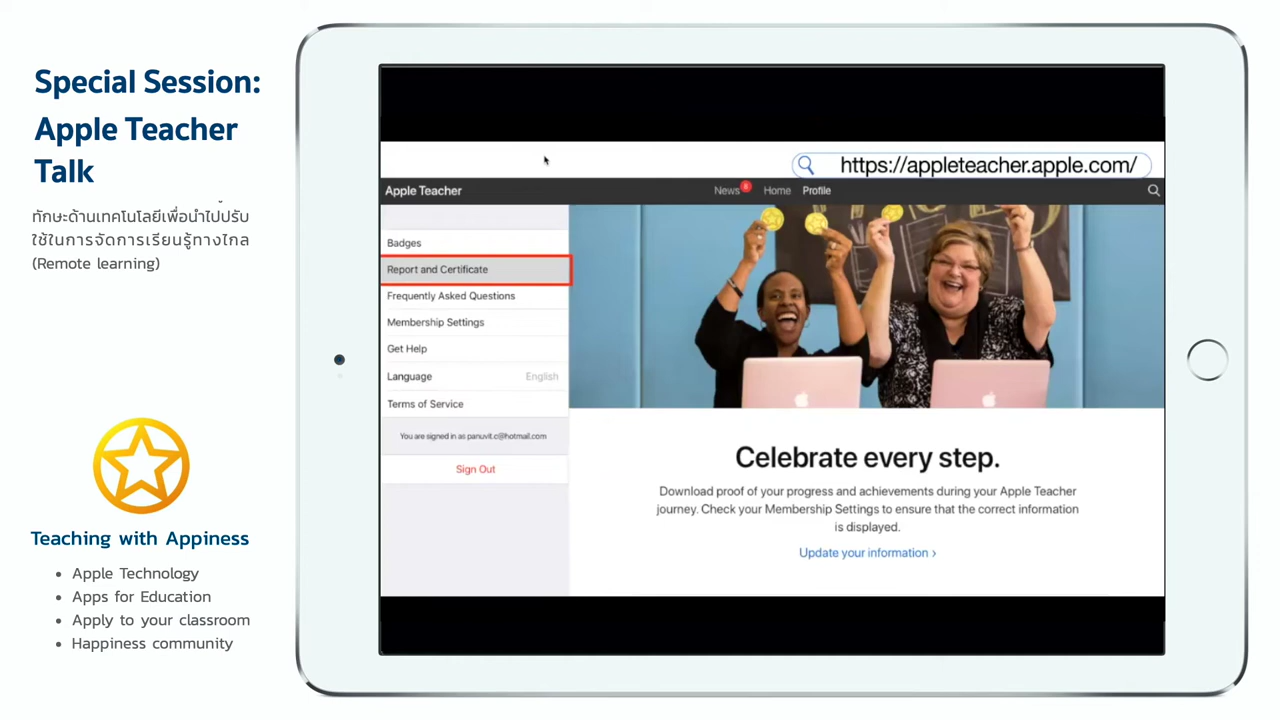 Special Session:
Apple Teacher
Talk
ทักษะด้านเทคโนโลยีเพื่อนำไปปรับ
ใช้ในการจัดการเรียนรู้ทางไกล
(Remote learning)
Teaching with Appiness
• Apple Technology
• Apps for Education
• Apply to your classroom
• Happiness community
https://appleteacher.apple.com/
Apple Teacher
News 8 Home Profile
Badges
Report and Certificate
Frequently Asked Questions
Membership Settings
Get Help
Language English
Terms of Service
You are signed in as panuvit.c@hotmail.com
Sign Out
Celebrate every step.
Download proof of your progress and achievements during your Apple Teacher
journey. Check your Membership Settings to ensure that the correct information
is displayed.
Update your information ›